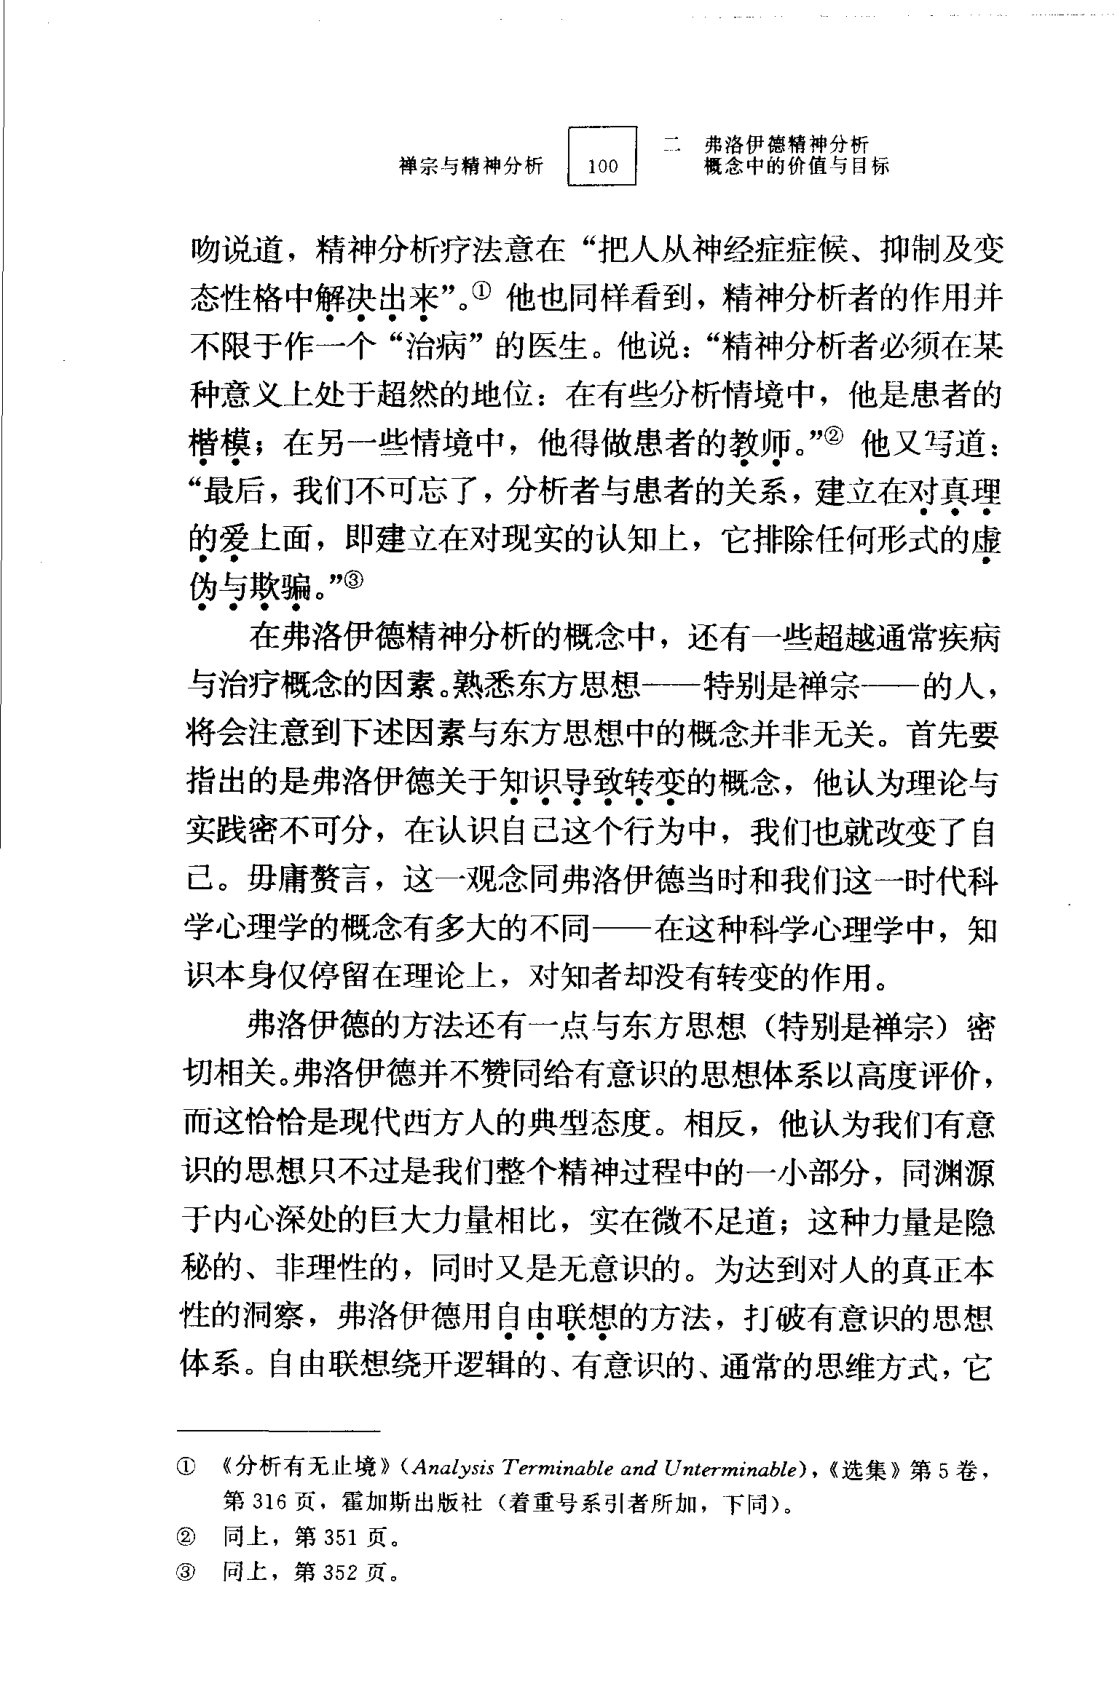 禅宗与精神分析
100
二 弗洛伊德精神分析
概念中的价值与目标
吻说道，精神分析疗法意在“把人从神经症症候、抑制及变
态性格中解决出来”。① 他也同样看到，精神分析者的作用并
不限于作一个“治病”的医生。他说：“精神分析者必须在某
种意义上处于超然的地位：在有些分析情境中，他是患者的
楷模；在另一些情境中，他得做患者的教师。”② 他又写道：
“最后，我们不可忘了，分析者与患者的关系，建立在对真理
的爱上面，即建立在对现实的认知上，它排除任何形式的虚
伪与欺骗。”③
在弗洛伊德精神分析的概念中，还有一些超越通常疾病
与治疗概念的因素。熟悉东方思想——特别是禅宗——的人，
将会注意到下述因素与东方思想中的概念并非无关。首先要
指出的是弗洛伊德关于知识导致转变的概念，他认为理论与
实践密不可分，在认识自己这个行为中，我们也就改变了自
己。毋庸赘言，这一观念同弗洛伊德当时和我们这一时代科
学心理学的概念有多大的不同——在这种科学心理学中，知
识本身仅停留在理论上，对知者却没有转变的作用。
弗洛伊德的方法还有一点与东方思想（特别是禅宗）密
切相关。弗洛伊德并不赞同给有意识的思想体系以高度评价，
而这恰恰是现代西方人的典型态度。相反，他认为我们有意
识的思想只不过是我们整个精神过程中的一小部分，同渊源
于内心深处的巨大力量相比，实在微不足道；这种力量是隐
秘的、非理性的，同时又是无意识的。为达到对人的真正本
性的洞察，弗洛伊德用自由联想的方法，打破有意识的思想
体系。自由联想绕开逻辑的、有意识的、通常的思维方式，它
① 《分析有无止境》（Analysis Terminable and Unterminable），《选集》第 5 卷，
第 316 页，霍加斯出版社（着重号系引者所加，下同）。
② 同上，第 351 页。
③ 同上，第 352 页。